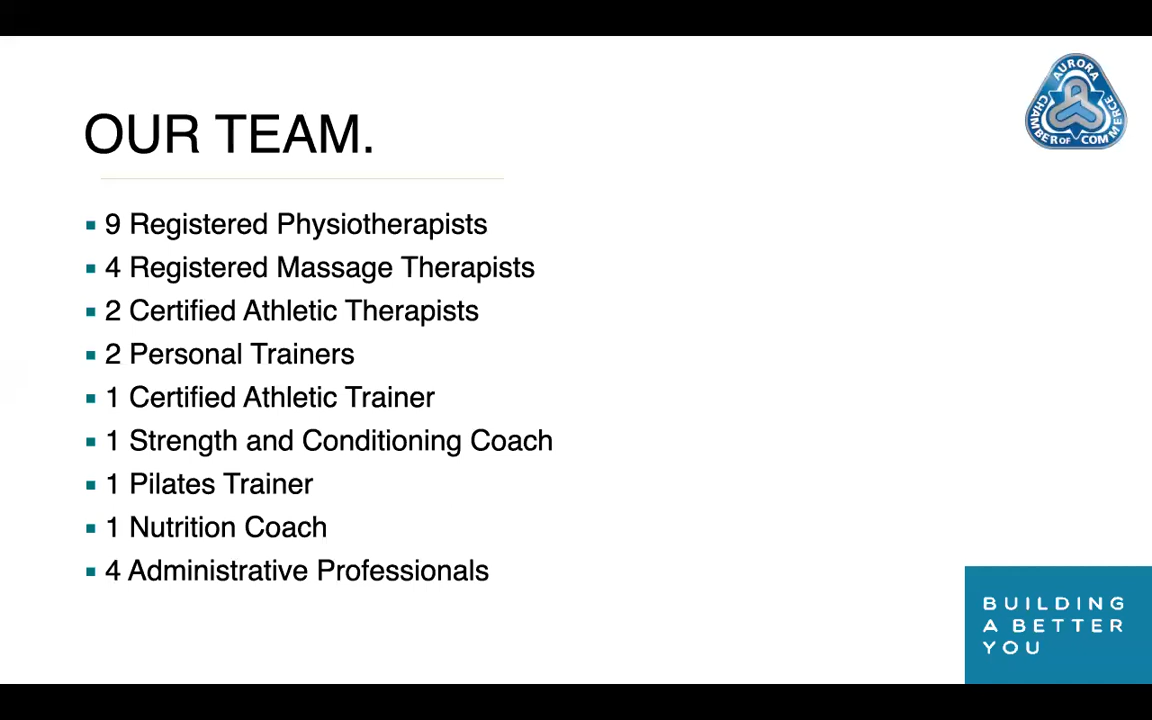 AURORA
CHAMBER OF COMMERCE
OUR TEAM.
9 Registered Physiotherapists
4 Registered Massage Therapists
2 Certified Athletic Therapists
2 Personal Trainers
1 Certified Athletic Trainer
1 Strength and Conditioning Coach
1 Pilates Trainer
1 Nutrition Coach
4 Administrative Professionals
BUILDING
A BETTER
YOU